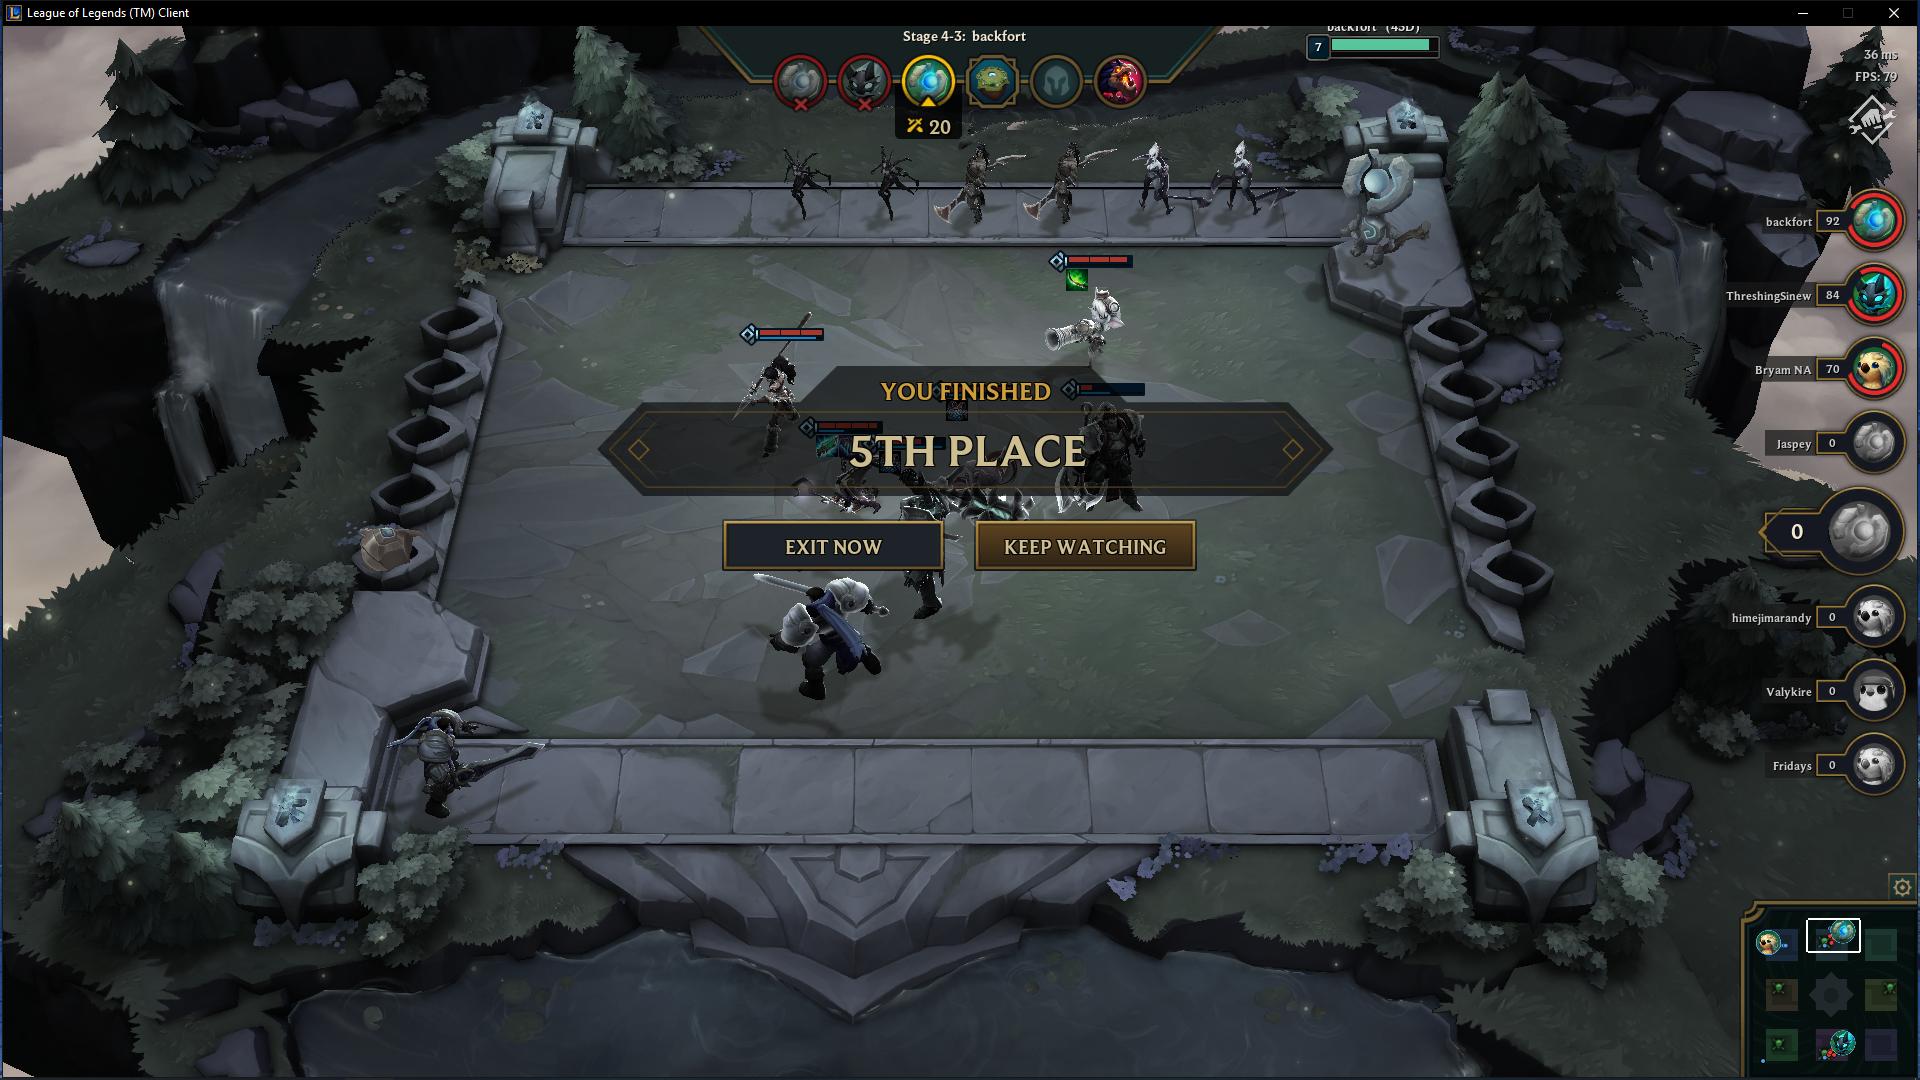 League of Legends (TM) Client
Stage 4-3: backfort
20
7
36 ms
FPS: 79
backfort 92
ThreshingSinew 84
Bryam NA 70
Jaspey 0
0
himejimarandy 0
Valykire 0
Fridays 0
YOU FINISHED
5TH PLACE
EXIT NOW
KEEP WATCHING